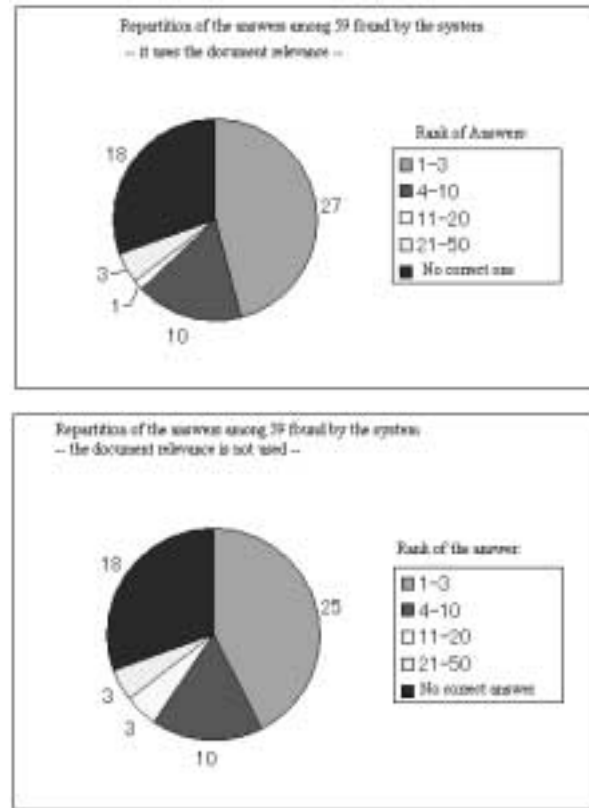 Repartition of the answers among 59 found by the system
-- it uses the document relevance --
18
27
3
1
10
Rank of Answers
1-3
4-10
11-20
21-50
No correct one
Repartition of the answers among 59 found by the system
-- the document relevance is not used --
18
25
3
3
10
Rank of the answer
1-3
4-10
11-20
21-50
No correct answer